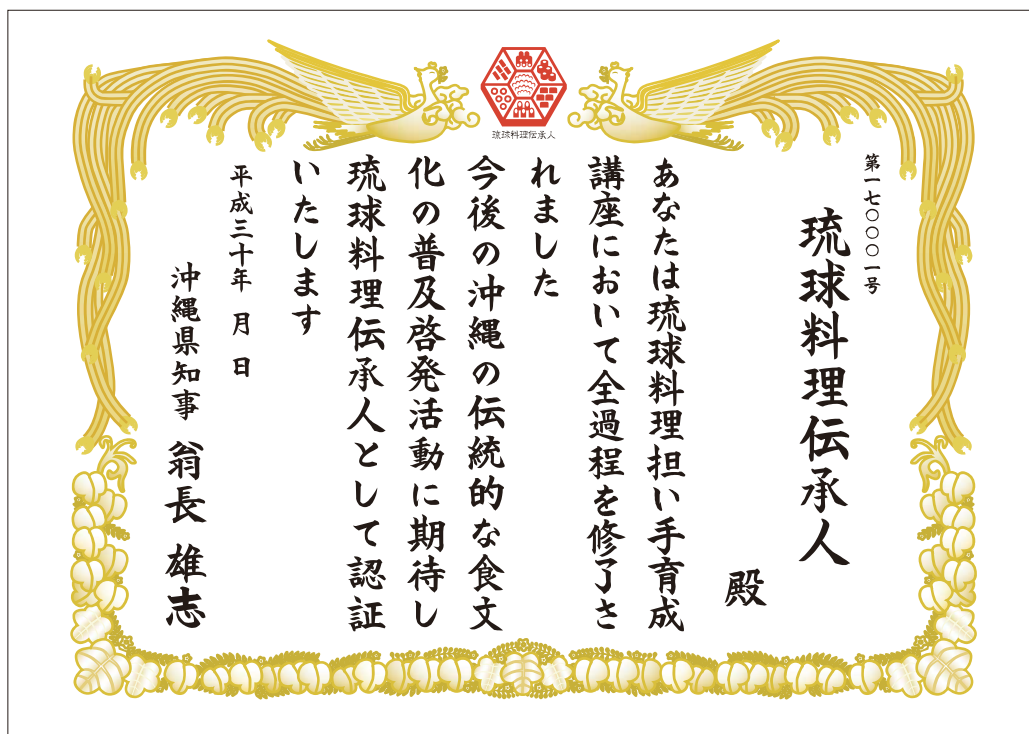 琉球料理伝承人
第一七〇〇〇一号
琉球料理伝承人
殿
あなたは琉球料理担い手育成
講座において全過程を修了さ
れました
今後の沖縄の伝統的な食文
化の普及啓発活動に期待し
琉球料理伝承人として認証
いたします
平成三十年 月 日
沖縄県知事 翁長 雄志